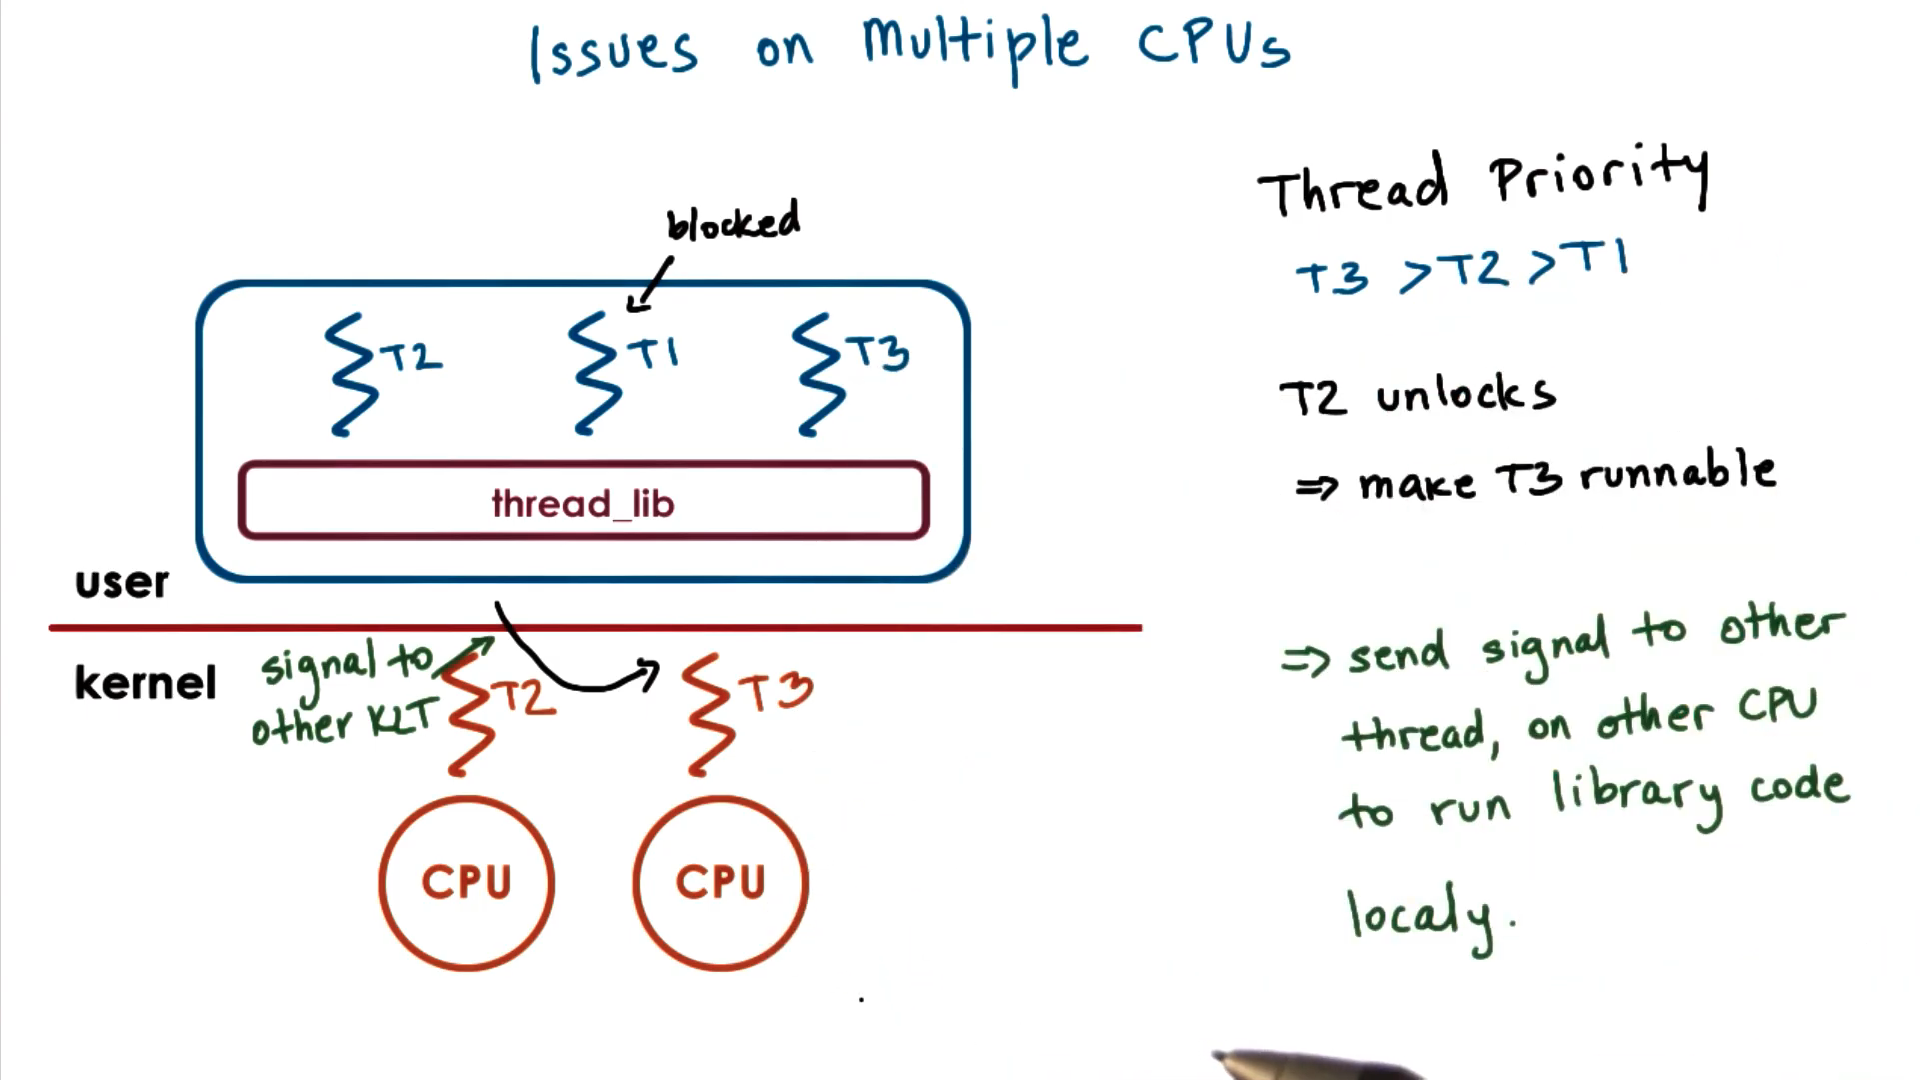 Issues on Multiple CPUs
Thread Priority
T3 > T2 > T1
blocked
T2
T1
T3
T2 unlocks
⇒ make T3 runnable
thread_lib
user
kernel
signal to
other KLT
T2
T3
⇒ send signal to other
thread, on other CPU
to run library code
localy.
CPU
CPU